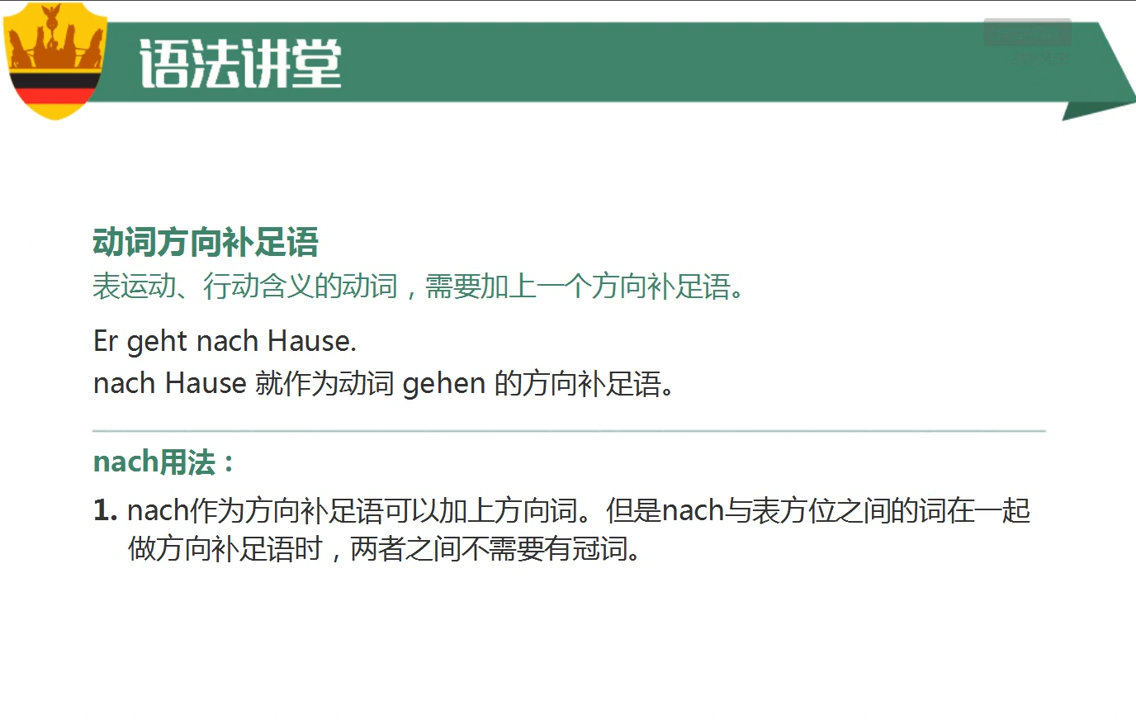 语法讲堂
动词方向补足语
表运动、行动含义的动词，需要加上一个方向补足语。
Er geht nach Hause.
nach Hause 就作为动词 gehen 的方向补足语。
nach用法：
1. nach作为方向补足语可以加上方向词。但是nach与表方位之间的词在一起
做方向补足语时，两者之间不需要有冠词。